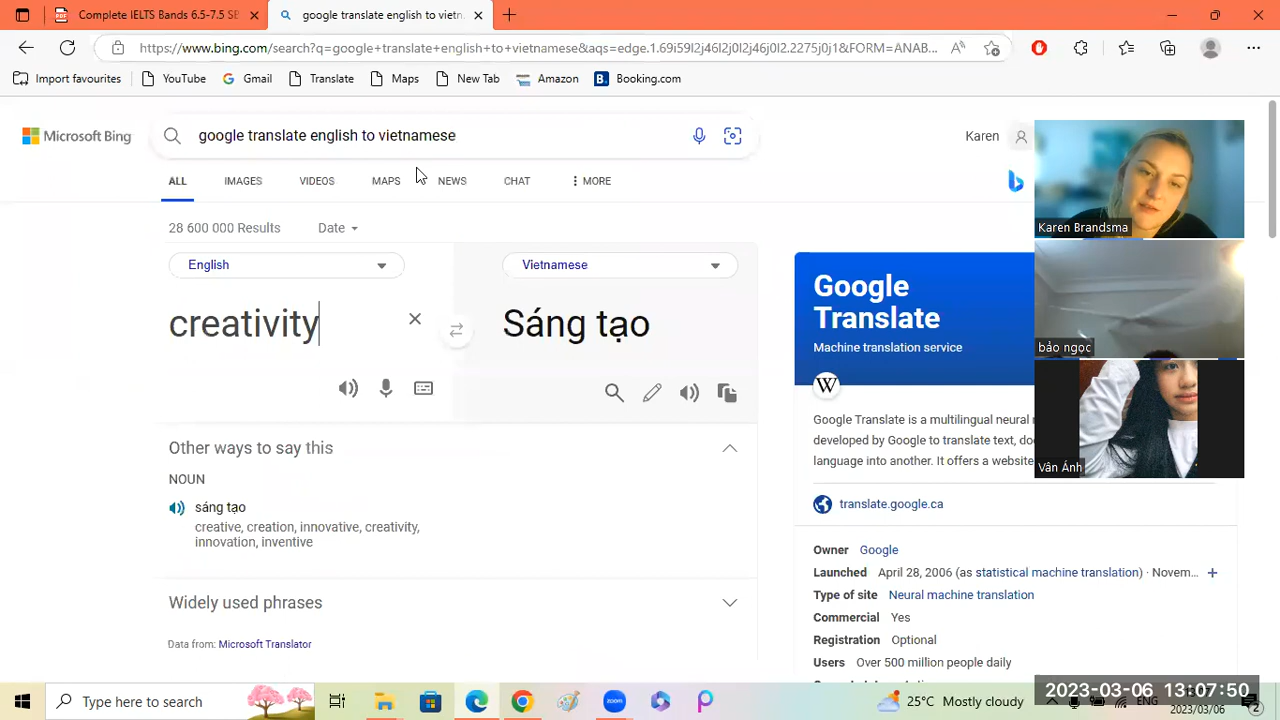 Complete IELTS Bands 6.5-7.5 SB
google translate english to vietn
https://www.bing.com/search?q=google+translate+english+to+vietnamese&aqs=edge.1.69i59l2j46l2j0l2j46j0l2.2275j0j1&FORM=ANAB...
Import favourites
YouTube
Gmail
Translate
Maps
New Tab
Amazon
B.
Booking.com
Microsoft Bing
google translate english to vietnamese
Karen
ALL
IMAGES
VIDEOS
MAPS
NEWS
CHAT
MORE
28 600 000 Results
Date
English
Vietnamese
creativity
Sáng tạo
Other ways to say this
NOUN
sáng tạo
creative, creation, innovative, creativity,
innovation, inventive
Widely used phrases
Data from: Microsoft Translator
Google
Translate
Machine translation service
W
Google Translate is a multilingual neural
developed by Google to translate text,
language into another. It offers a website
translate.google.ca
Owner Google
Launched April 28, 2006 (as statistical machine translation) · Novem...
Type of site Neural machine translation
Commercial Yes
Registration Optional
Users Over 500 million people daily
Karen Brandsma
bảo ngọc
Vân Ánh
Type here to search
zoom
25°C Mostly cloudy
ENG
2023-03-06 13:07:50
2023/03/06
2